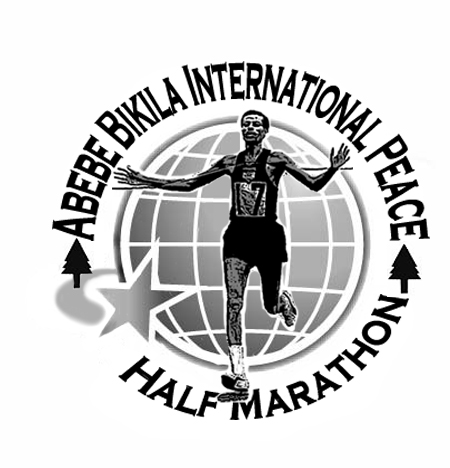 ABEBE BIKILA INTERNATIONAL PEACE
HALF MARATHON